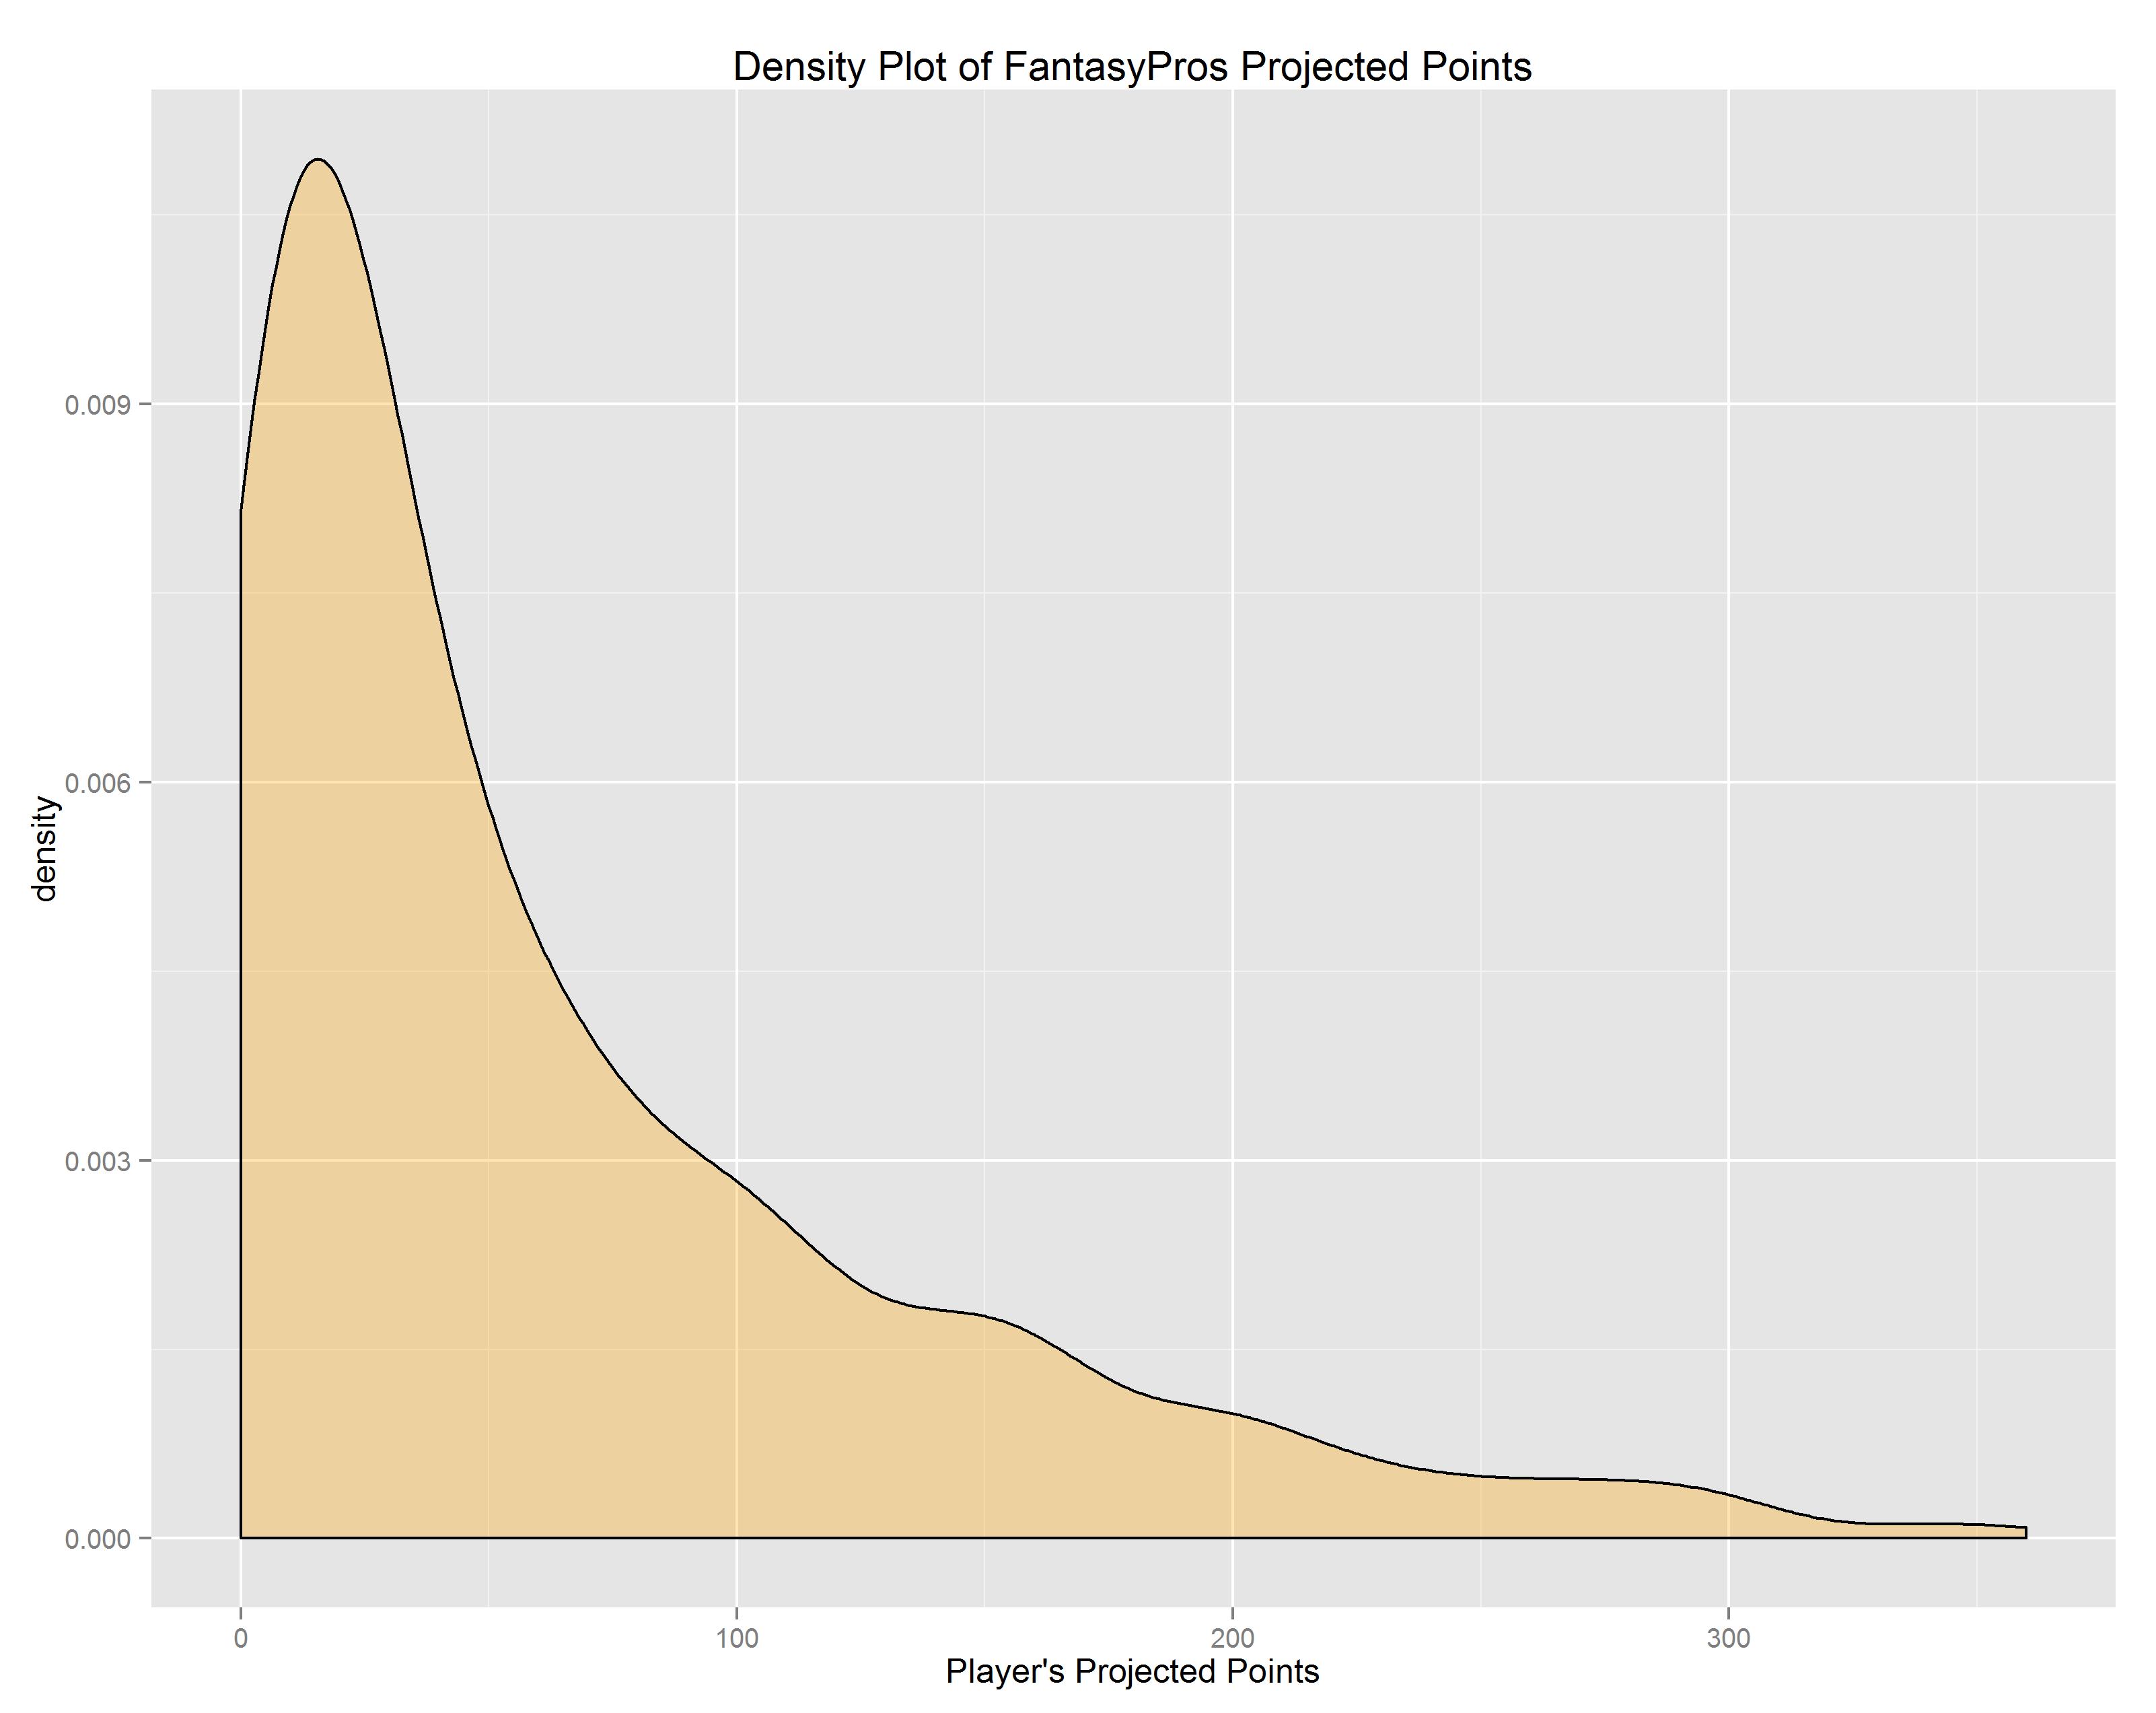 Density Plot of FantasyPros Projected Points
density
0.009
0.006
0.003
0.000
0 100 200 300
Player's Projected Points